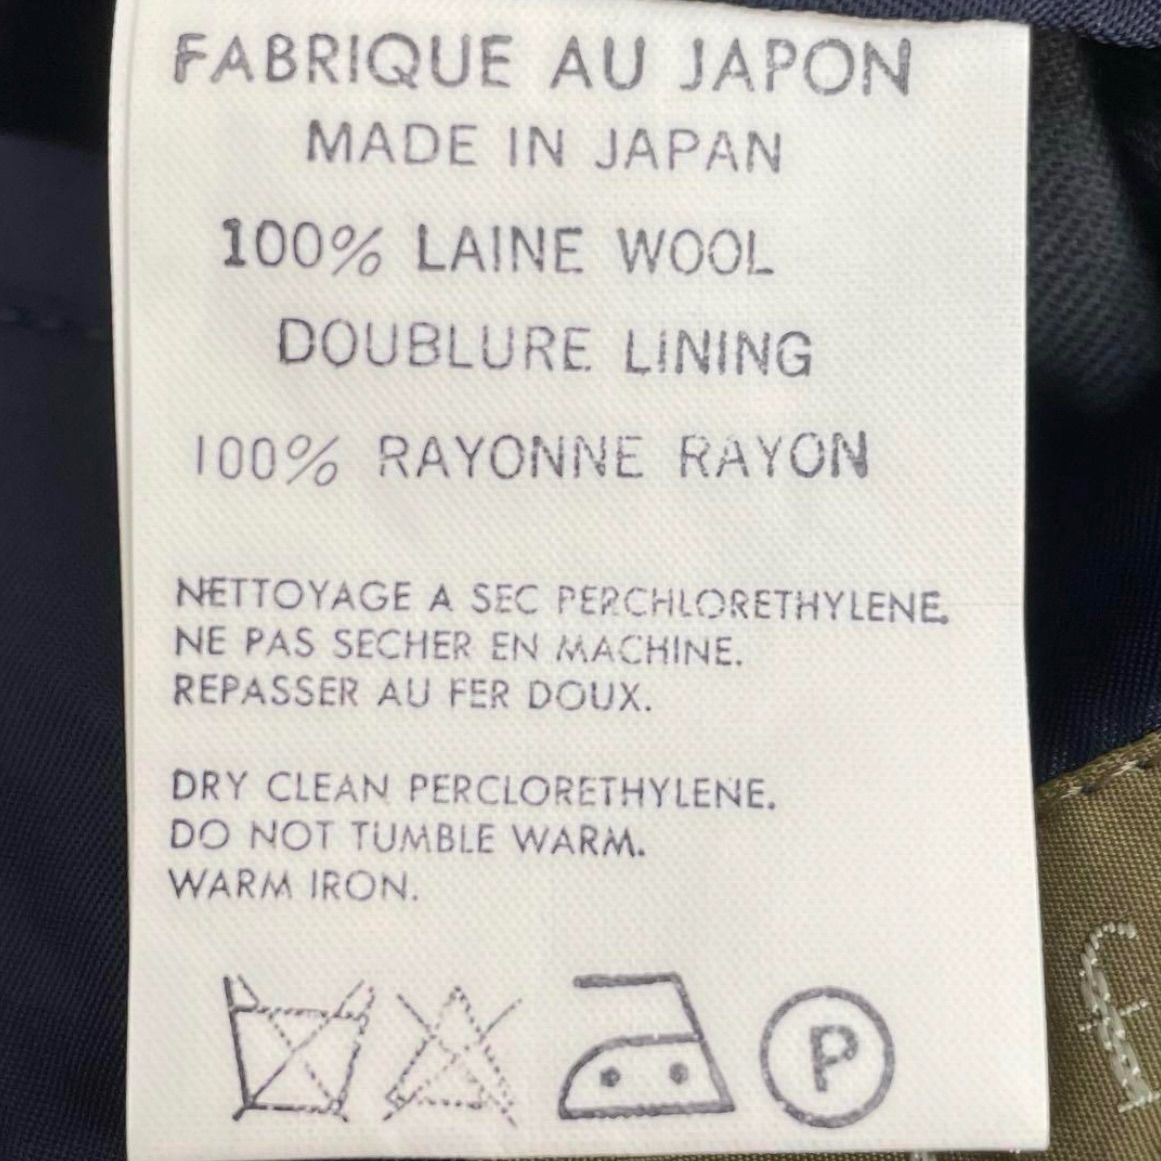 FABRIQUE AU JAPON
MADE IN JAPAN
100% LAINE WOOL
DOUBLURE LINING
100% RAYONNE RAYON
NETTOYAGE A SEC PERCHLORETHYLENE.
NE PAS SECHER EN MACHINE.
REPASSER AU FER DOUX.
DRY CLEAN PERCLORETHYLENE.
DO NOT TUMBLE WARM.
WARM IRON.
P